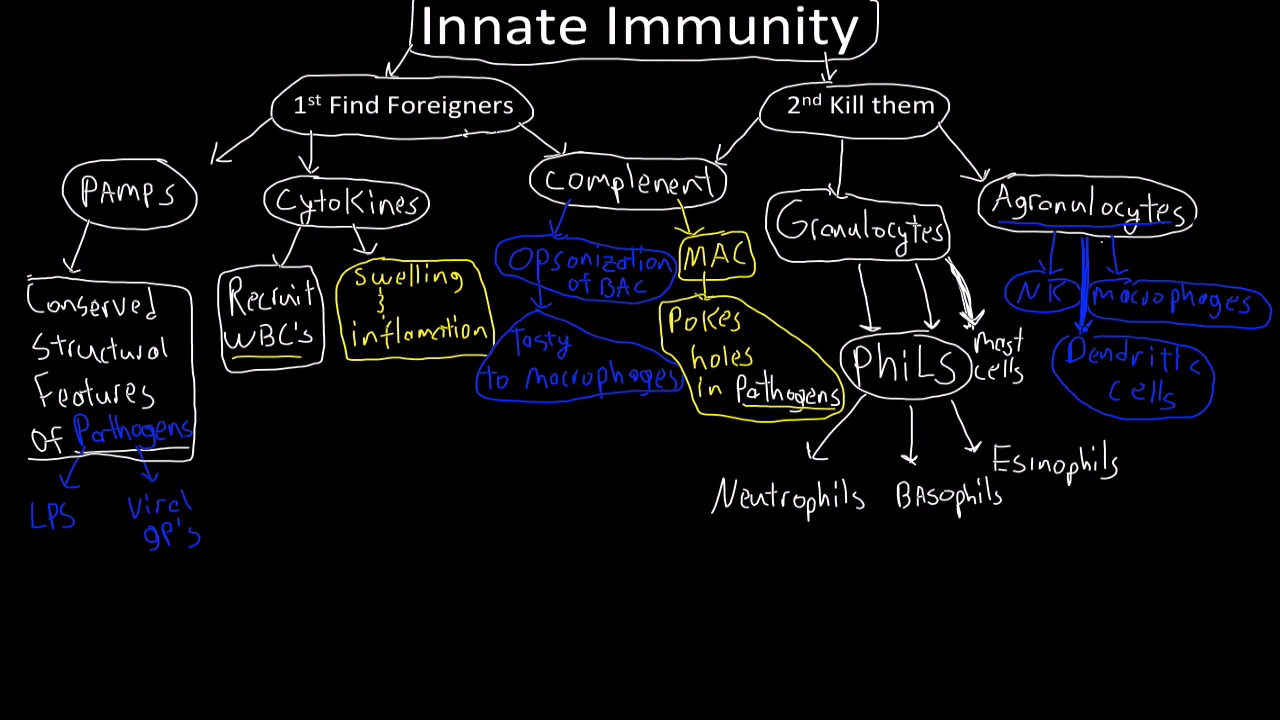 Innate Immunity
1st Find Foreigners
2nd Kill them
PAmps
Cytokines
Complenent
Granulocytes
Agranulocytes
Conserved
Structural
Features
Of Pathogens
LPS
Viral
gp's
Recruit
WBC's
Swelling
}
inflamation
Opsonization
of BAC
Tasty
to macrophages
MAC
Pokes
holes
in Pathogens
PhiLs
mast
cells
Neutrophils
BAsophils
Esinophils
NK
macrophages
Dendritic
cells